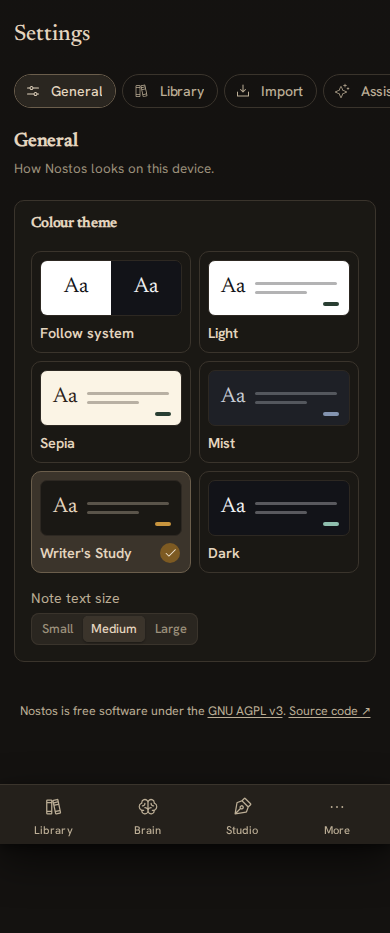 Settings
General Library Import Assis
General
How Nostos looks on this device.
Colour theme
Aa Aa Aa
Follow system Light
Aa Aa
Sepia Mist
Aa Aa
Writer's Study Dark
Note text size
Small Medium Large
Nostos is free software under the GNU AGPL v3. Source code ↗
Library Brain Studio More